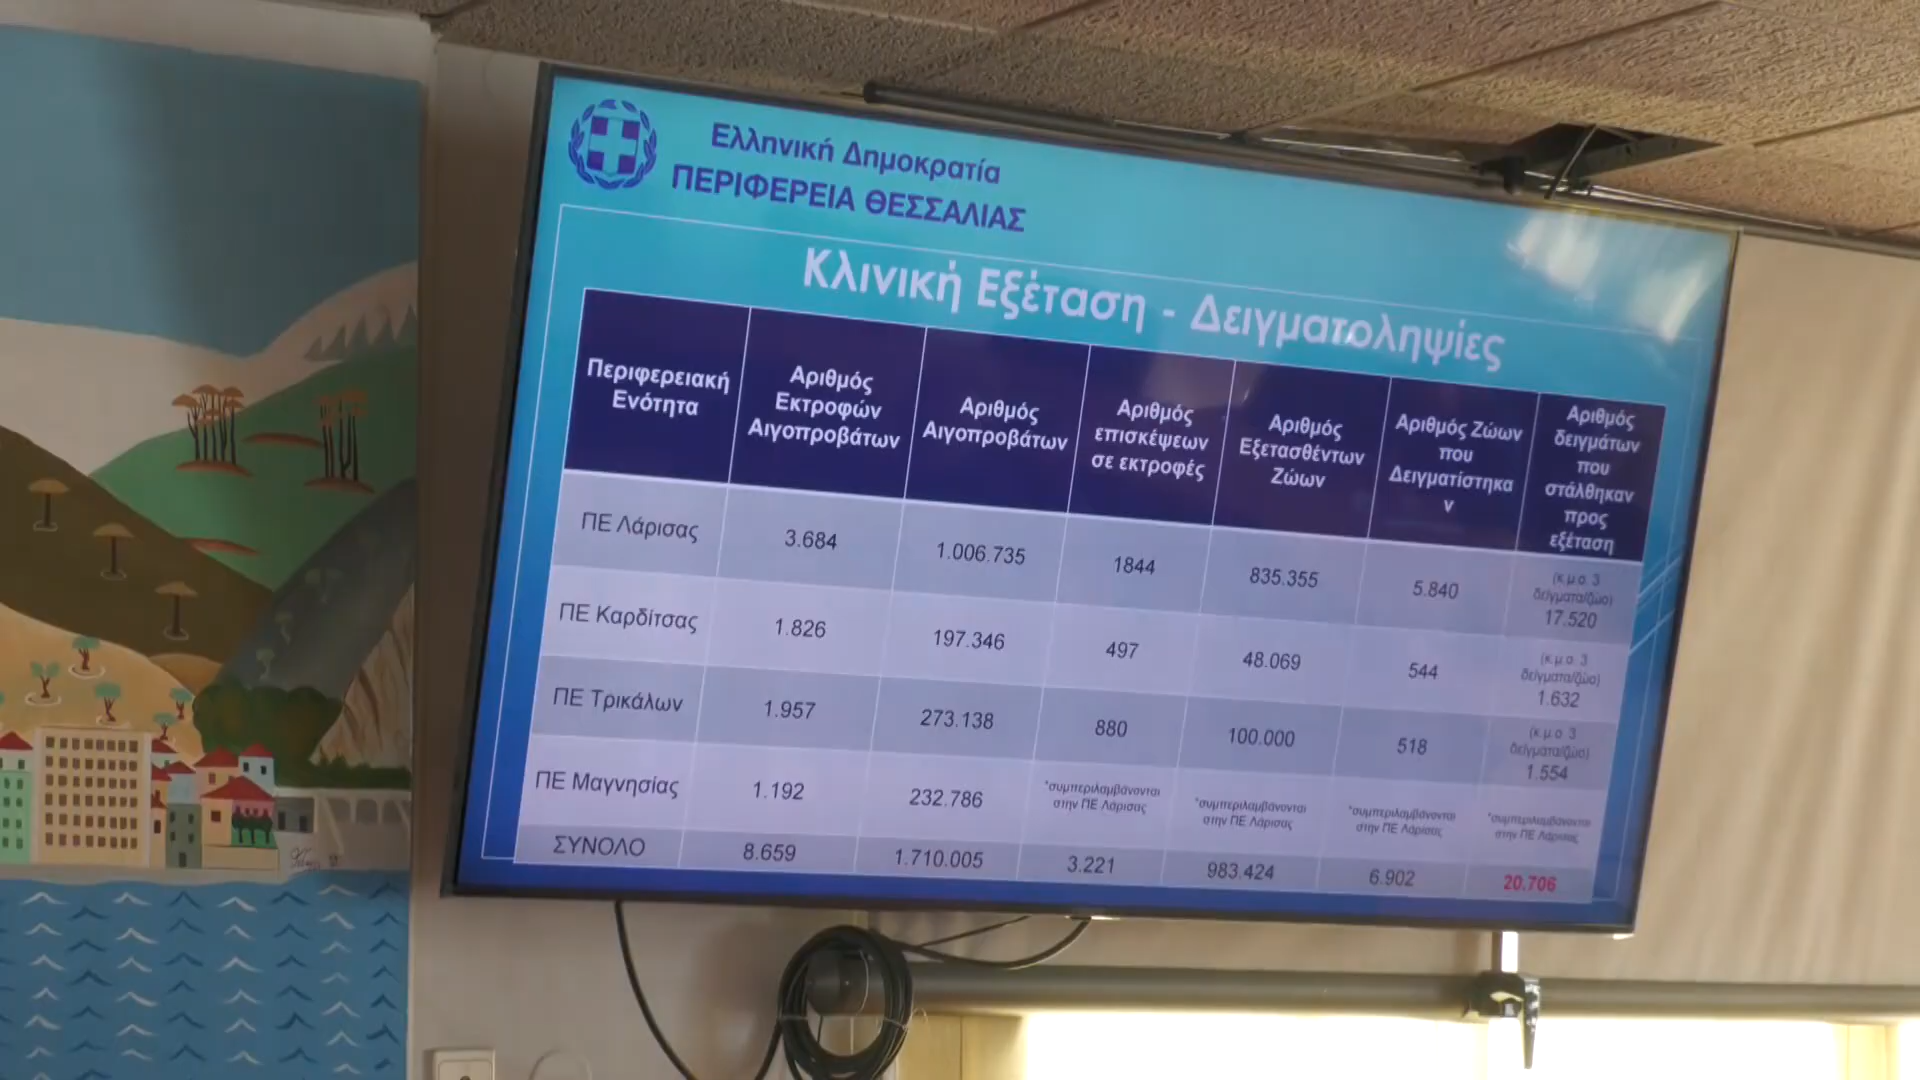 Ελληνική Δημοκρατία
ΠΕΡΙΦΕΡΕΙΑ ΘΕΣΣΑΛΙΑΣ
Κλινική Εξέταση - Δειγματοληψίες
Περιφερειακή
Ενότητα
Αριθμός
Εκτροφών
Αιγοπροβάτων
Αριθμός
Αιγοπροβάτων
Αριθμός
επισκέψεων
σε εκτροφές
Αριθμός
Εξετασθέντων
Ζώων
Αριθμός Ζώων
που
Δειγματίστηκα
ν
Αριθμός
δειγμάτων
που
στάλθηκαν
προς
εξέταση
ΠΕ Λάρισας
3.684
1.006.735
1844
835.355
5.840
(κ.μ.ο. 3
δείγματα/ζώο)
17.520
ΠΕ Καρδίτσας
1.826
197.346
497
48.069
544
(κ.μ.ο. 3
δείγματα/ζώο)
1.632
ΠΕ Τρικάλων
1.957
273.138
880
100.000
518
(κ.μ.ο. 3
δείγματα/ζώο)
1.554
ΠΕ Μαγνησίας
1.192
232.786
*συμπεριλαμβάνονται
στην ΠΕ Λάρισας
*συμπεριλαμβάνονται
στην ΠΕ Λάρισας
*συμπεριλαμβάνονται
στην ΠΕ Λάρισας
*συμπεριλαμβάνονται
στην ΠΕ Λάρισας
ΣΥΝΟΛΟ
8.659
1.710.005
3.221
983.424
6.902
20.706